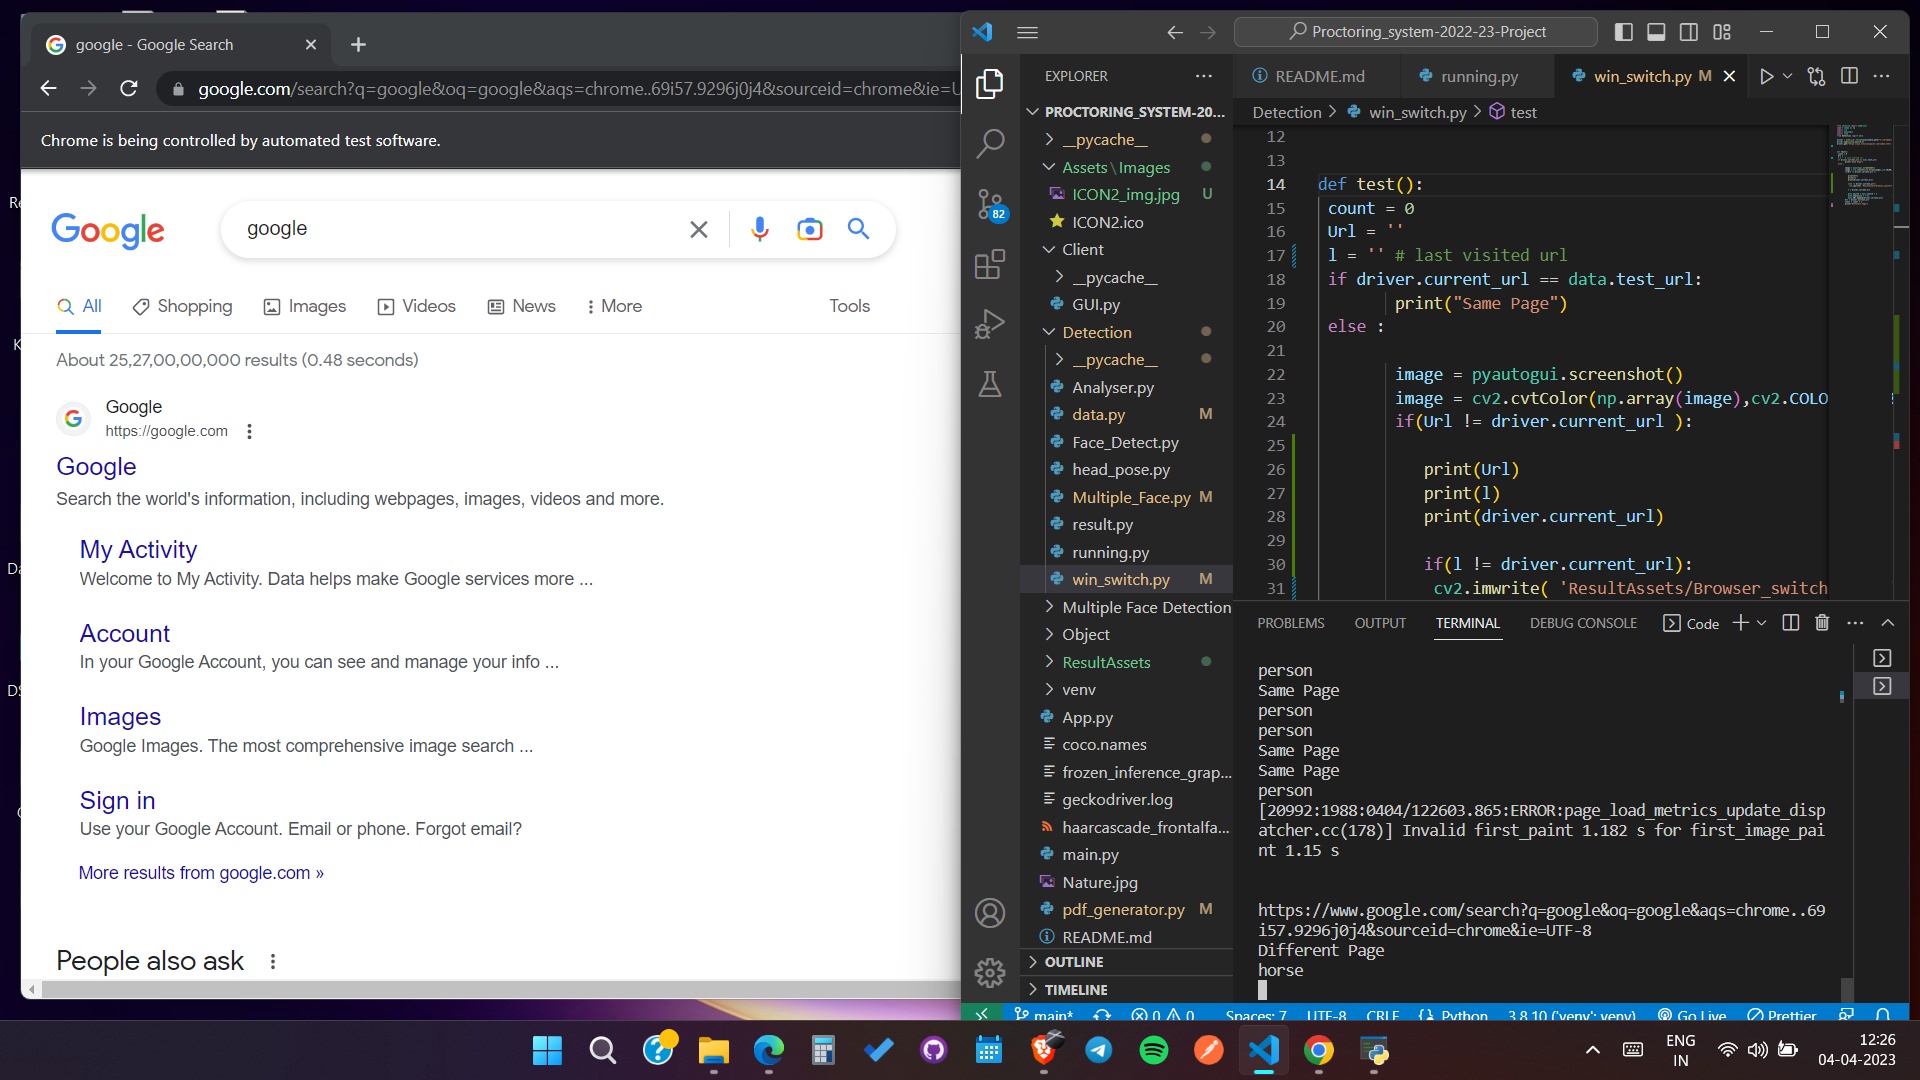 google - Google Search
google.com/search?q=google&oq=google&aqs=chrome..69i57.9296j0j4&sourceid=chrome&ie=U
Chrome is being controlled by automated test software.
Google
google
All
Shopping
Images
Videos
News
More
Tools
About 25,27,00,00,000 results (0.48 seconds)
Google
https://google.com
Google
Search the world's information, including webpages, images, videos and more.
My Activity
Welcome to My Activity. Data helps make Google services more ...
Account
In your Google Account, you can see and manage your info ...
Images
Google Images. The most comprehensive image search ...
Sign in
Use your Google Account. Email or phone. Forgot email?
More results from google.com »
People also ask
Proctoring_system-2022-23-Project
EXPLORER
PROCTORING_SYSTEM-20...
__pycache__
Assets\Images
ICON2_img.jpg U
ICON2.ico
Client
__pycache__
GUI.py
Detection
__pycache__
Analyser.py
data.py M
Face_Detect.py
head_pose.py
Multiple_Face.py M
result.py
running.py
win_switch.py M
Multiple Face Detection
Object
ResultAssets
venv
App.py
coco.names
frozen_inference_grap...
geckodriver.log
haarcascade_frontalfa...
main.py
Nature.jpg
pdf_generator.py M
README.md
OUTLINE
TIMELINE
82
README.md
running.py
win_switch.py M
Detection > win_switch.py > test
12
13
14 def test():
15 count = 0
16 Url = ''
17 l = '' # last visited url
18 if driver.current_url == data.test_url:
19 print("Same Page")
20 else :
21
22 image = pyautogui.screenshot()
23 image = cv2.cvtColor(np.array(image),cv2.COLO
24 if(Url != driver.current_url ):
25
26 print(Url)
27 print(l)
28 print(driver.current_url)
29
30 if(l != driver.current_url):
31 cv2.imwrite( 'ResultAssets/Browser_switch
PROBLEMS
OUTPUT
TERMINAL
DEBUG CONSOLE
Code
person
Same Page
person
person
Same Page
Same Page
person
[20992:1988:0404/122603.865:ERROR:page_load_metrics_update_disp
atcher.cc(178)] Invalid first_paint 1.182 s for first_image_pai
nt 1.15 s
https://www.google.com/search?q=google&oq=google&aqs=chrome..69
i57.9296j0j4&sourceid=chrome&ie=UTF-8
Different Page
horse
main*
0
0
Spaces: 7
UTF-8
CRLF
Python
3.8.10 ('venv': venv)
Go Live
Prettier
ENG
IN
12:26
04-04-2023